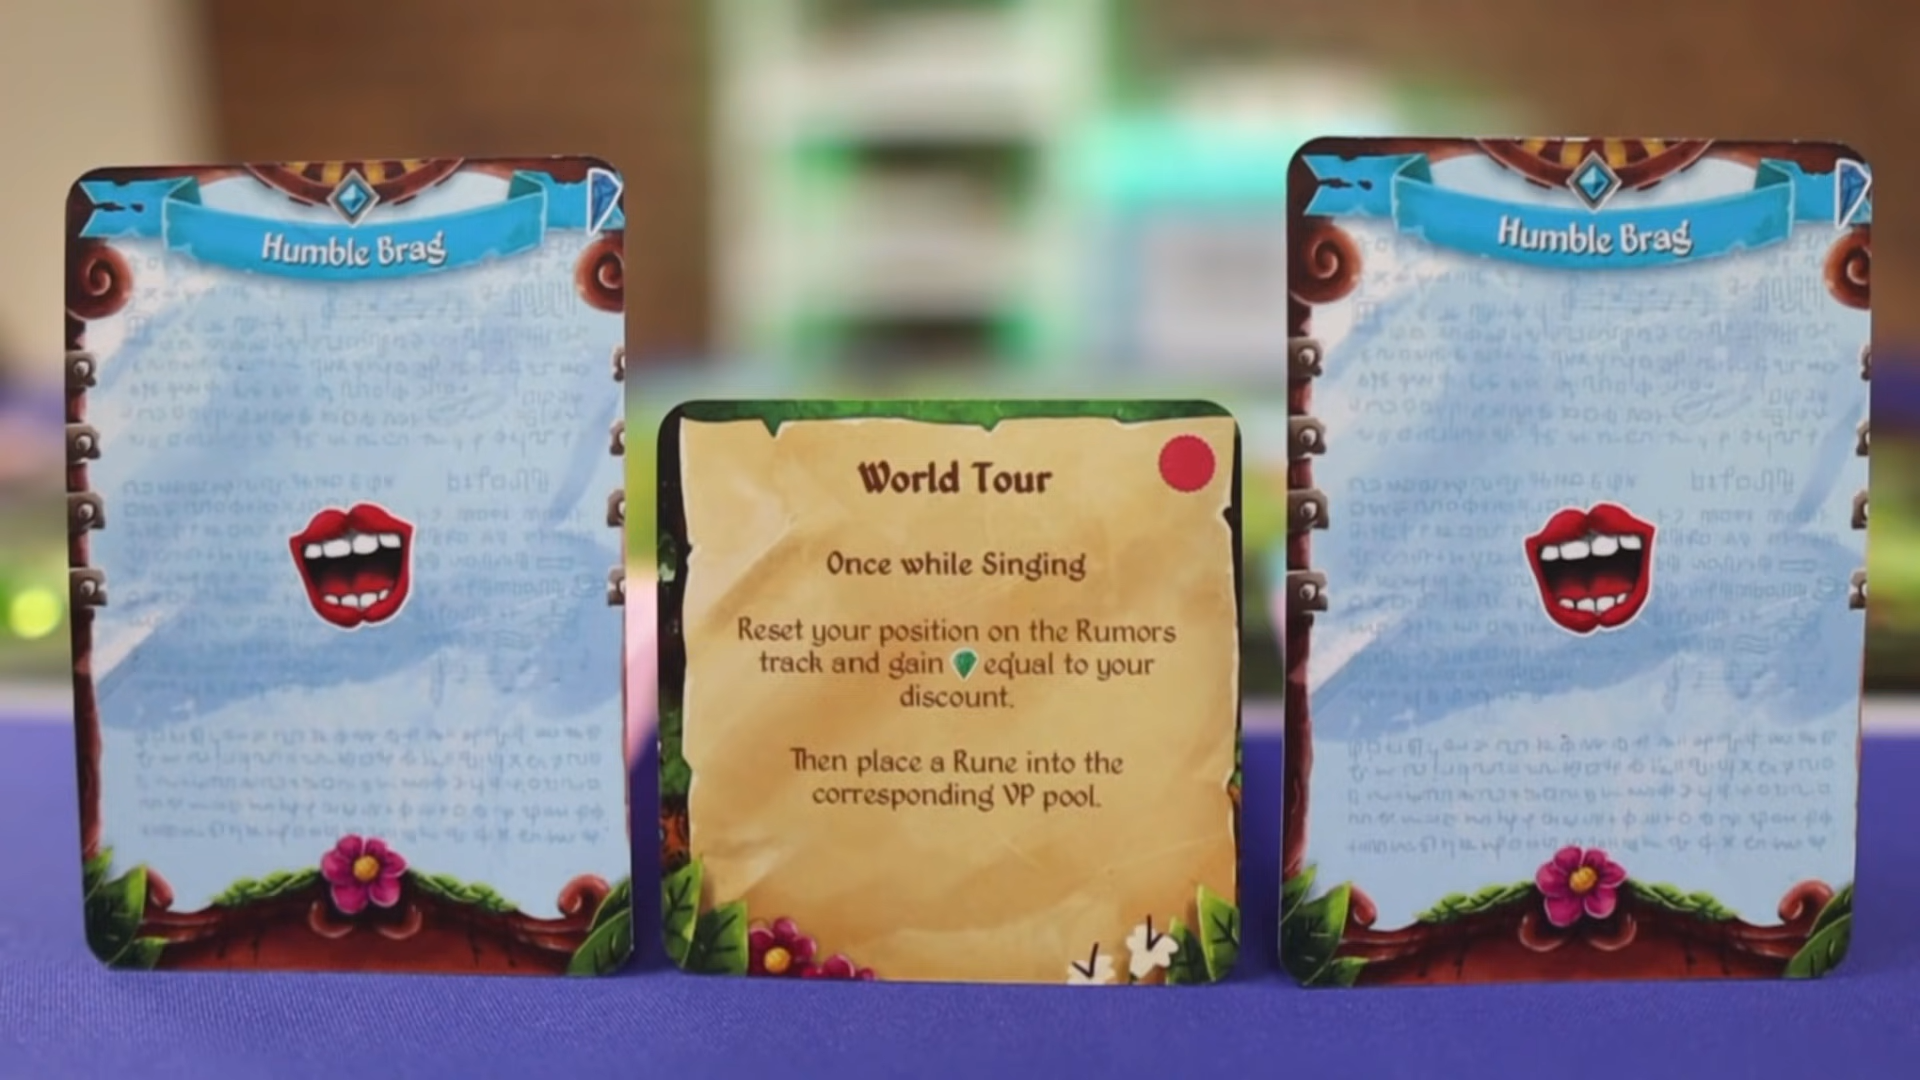 Humble Brag
World Tour
Once while Singing
Reset your position on the Rumors
track and gain equal to your
discount.
Then place a Rune into the
corresponding VP pool.
Humble Brag